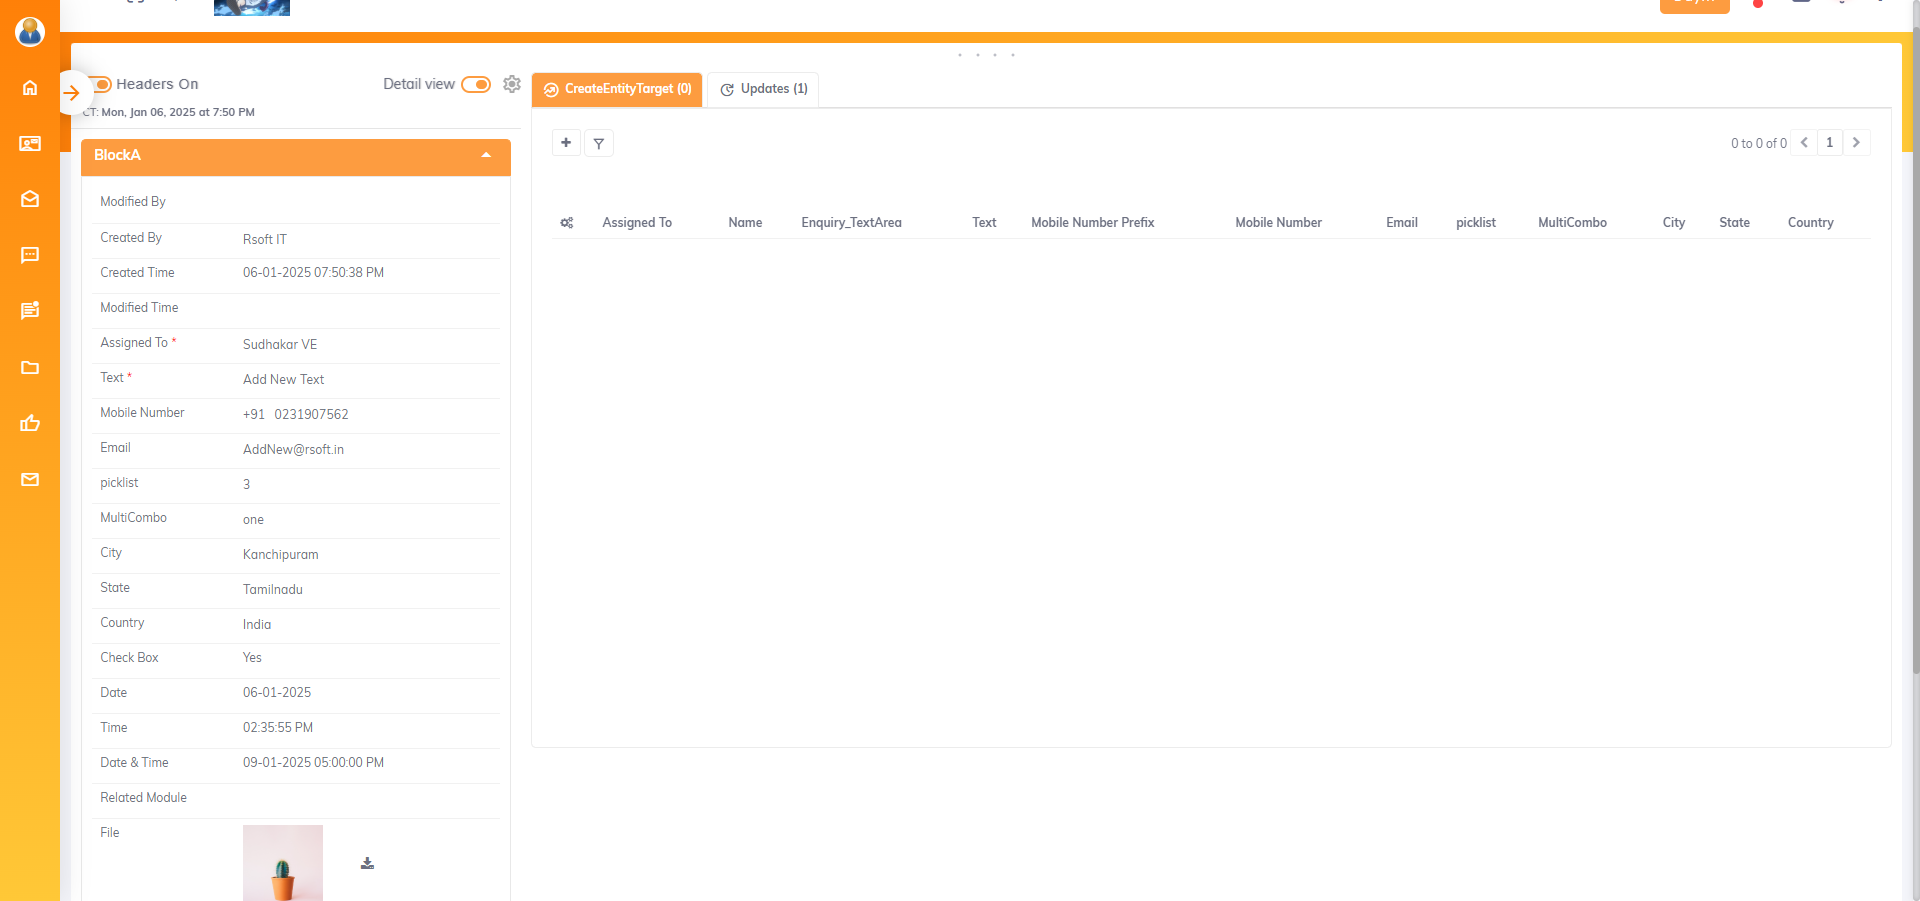 Headers On
Detail view
CT: Mon, Jan 06, 2025 at 7:50 PM
BlockA
Modified By
Created By Rsoft IT
Created Time 06-01-2025 07:50:38 PM
Modified Time
Assigned To * Sudhakar VE
Text * Add New Text
Mobile Number +91 0231907562
Email AddNew@rsoft.in
picklist 3
MultiCombo one
City Kanchipuram
State Tamilnadu
Country India
Check Box Yes
Date 06-01-2025
Time 02:35:55 PM
Date & Time 09-01-2025 05:00:00 PM
Related Module
File
CreateEntityTarget (0)
Updates (1)
0 to 0 of 0
1
Assigned To Name Enquiry_TextArea Text Mobile Number Prefix Mobile Number Email picklist MultiCombo City State Country